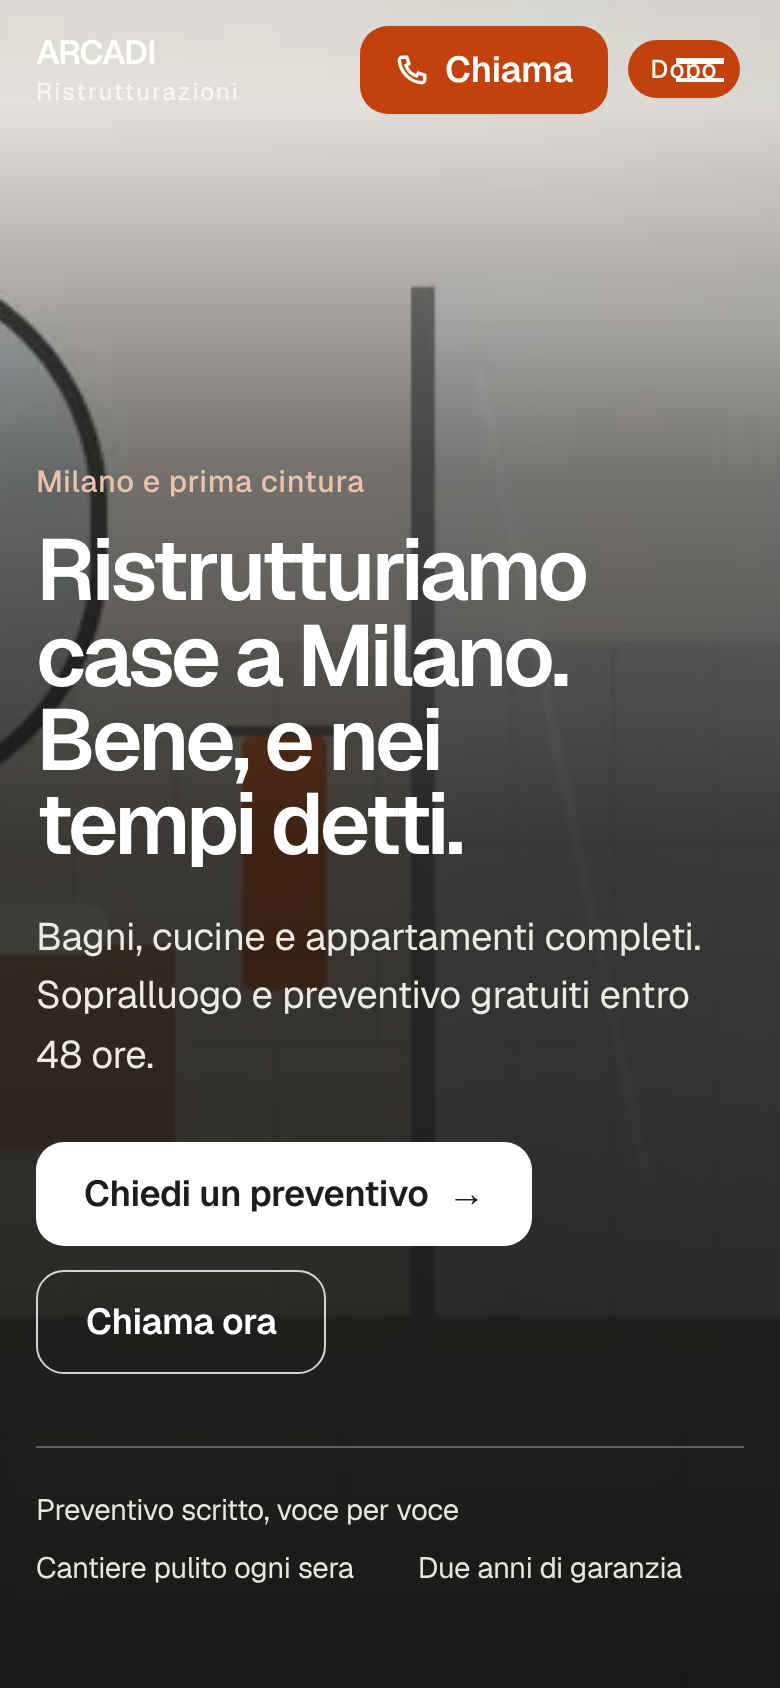 ARCADI
Ristrutturazioni
Chiama
Dopo
Milano e prima cintura
Ristrutturiamo
case a Milano.
Bene, e nei
tempi detti.
Bagni, cucine e appartamenti completi.
Sopralluogo e preventivo gratuiti entro
48 ore.
Chiedi un preventivo →
Chiama ora
Preventivo scritto, voce per voce
Cantiere pulito ogni sera
Due anni di garanzia